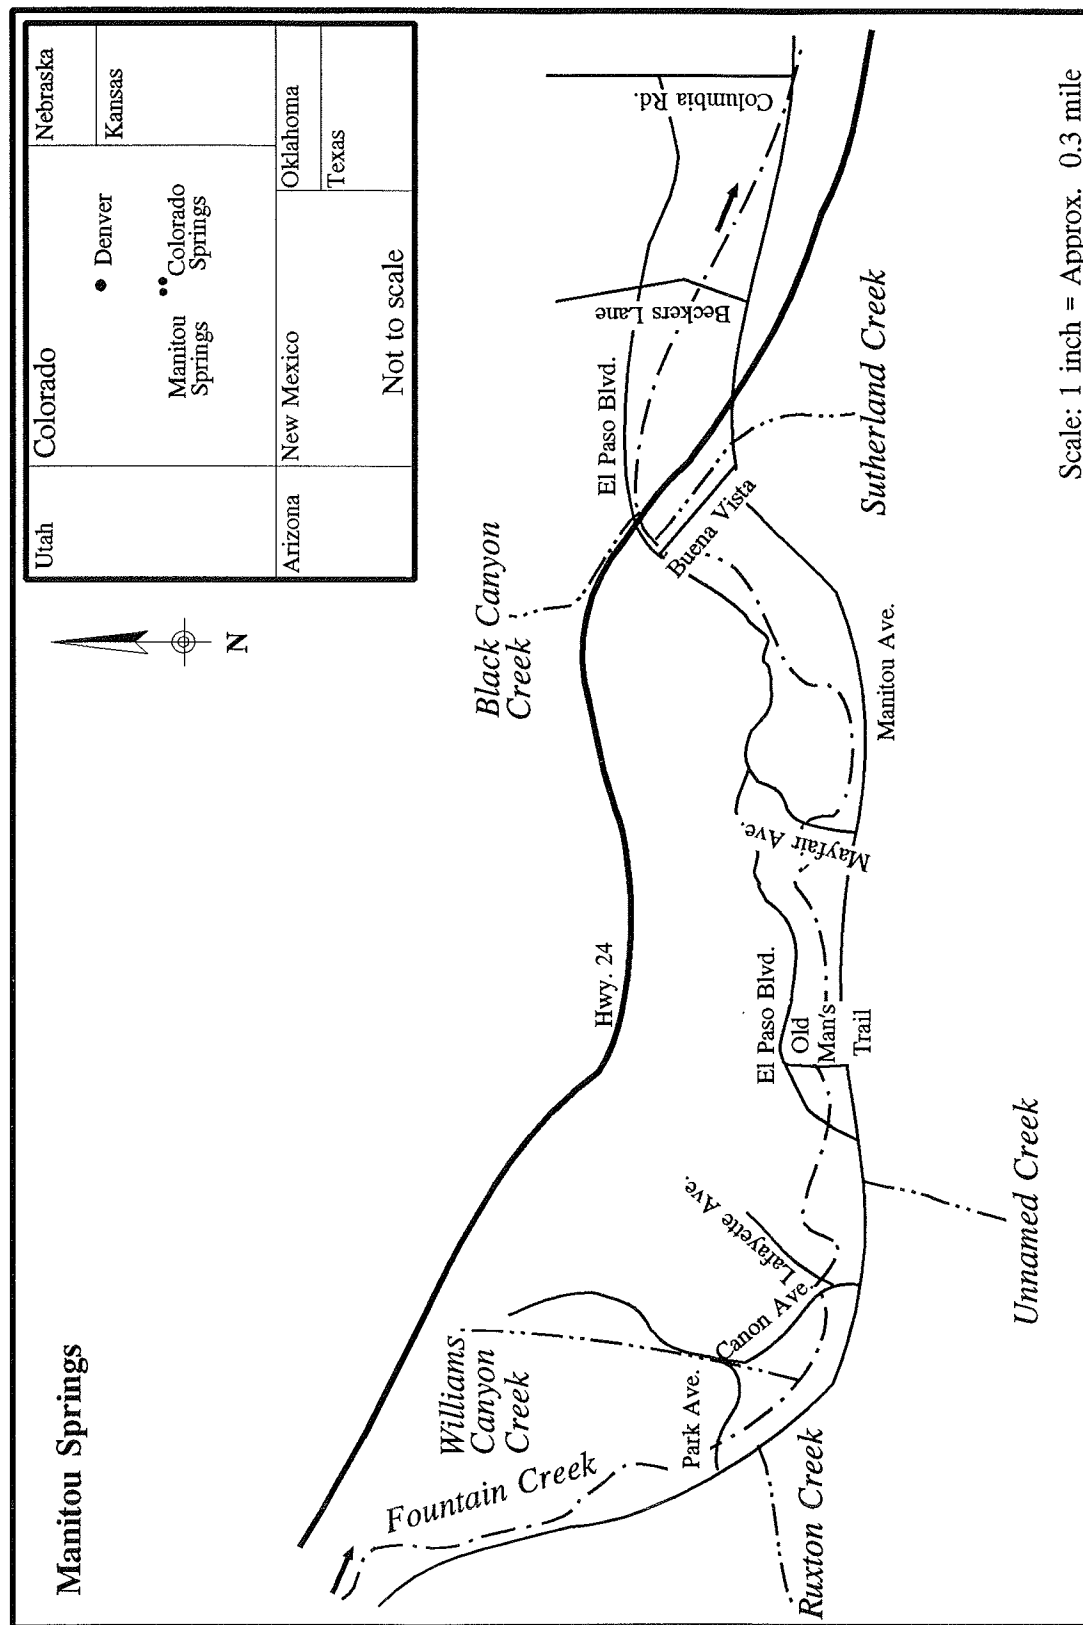 Manitou Springs
Utah
Colorado
Nebraska
Kansas
Denver
Manitou
Springs
Colorado
Springs
Arizona
New Mexico
Oklahoma
Texas
Not to scale
N
Williams
Canyon
Creek
Fountain Creek
Hwy. 24
Black Canyon
Creek
El Paso Blvd.
Beckers Lane
Columbia Rd.
Park Ave.
Canon Ave.
Lafayette Ave.
El Paso Blvd.
Old
Man's
Trail
Mayfair Ave.
Manitou Ave.
Buena Vista
Ruxton Creek
Unnamed Creek
Sutherland Creek
Scale: 1 inch = Approx. 0.3 mile